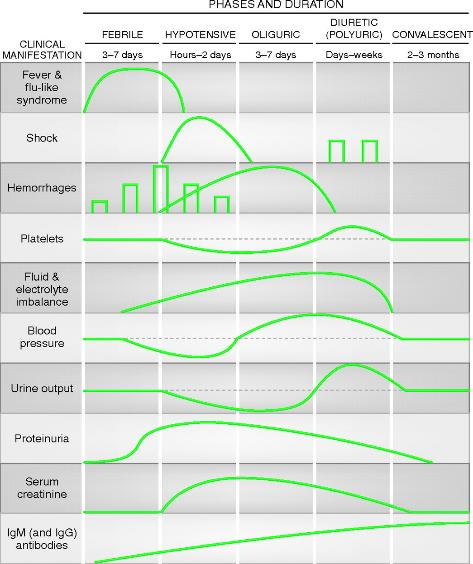 PHASES AND DURATION
CLINICAL
MANIFESTATION
FEBRILE
3–7 days
HYPOTENSIVE
Hours–2 days
OLIGURIC
3–7 days
DIURETIC
(POLYURIC)
Days–weeks
CONVALESCENT
2–3 months
Fever &
flu-like
syndrome
Shock
Hemorrhages
Platelets
Fluid &
electrolyte
imbalance
Blood
pressure
Urine output
Proteinuria
Serum
creatinine
IgM (and IgG)
antibodies